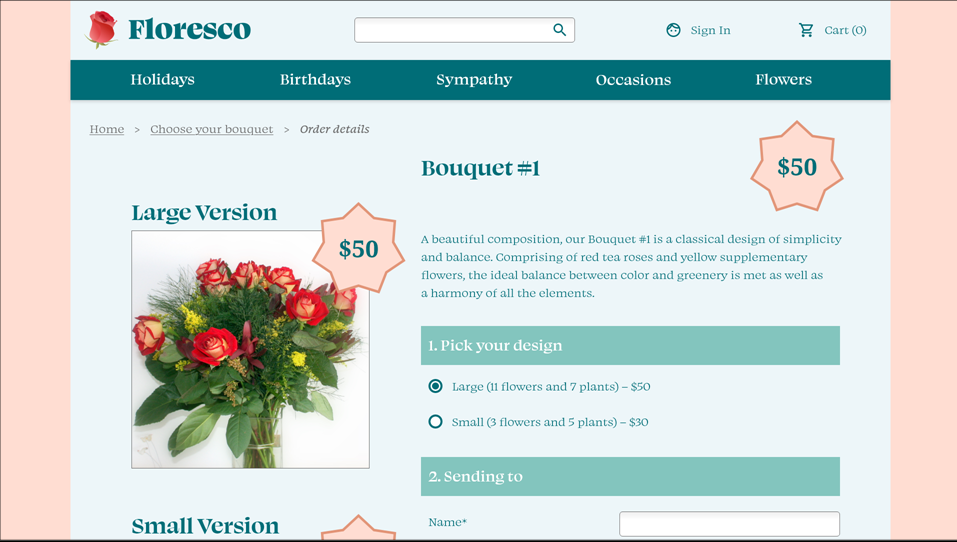 Floresco
Sign In
Cart (0)
Holidays
Birthdays
Sympathy
Occasions
Flowers
Home > Choose your bouquet > Order details
Large Version
$50
Small Version
Bouquet #1
$50
A beautiful composition, our Bouquet #1 is a classical design of simplicity
and balance. Comprising of red tea roses and yellow supplementary
flowers, the ideal balance between color and greenery is met as well as
a harmony of all the elements.
1. Pick your design
Large (11 flowers and 7 plants) – $50
Small (3 flowers and 5 plants) – $30
2. Sending to
Name*